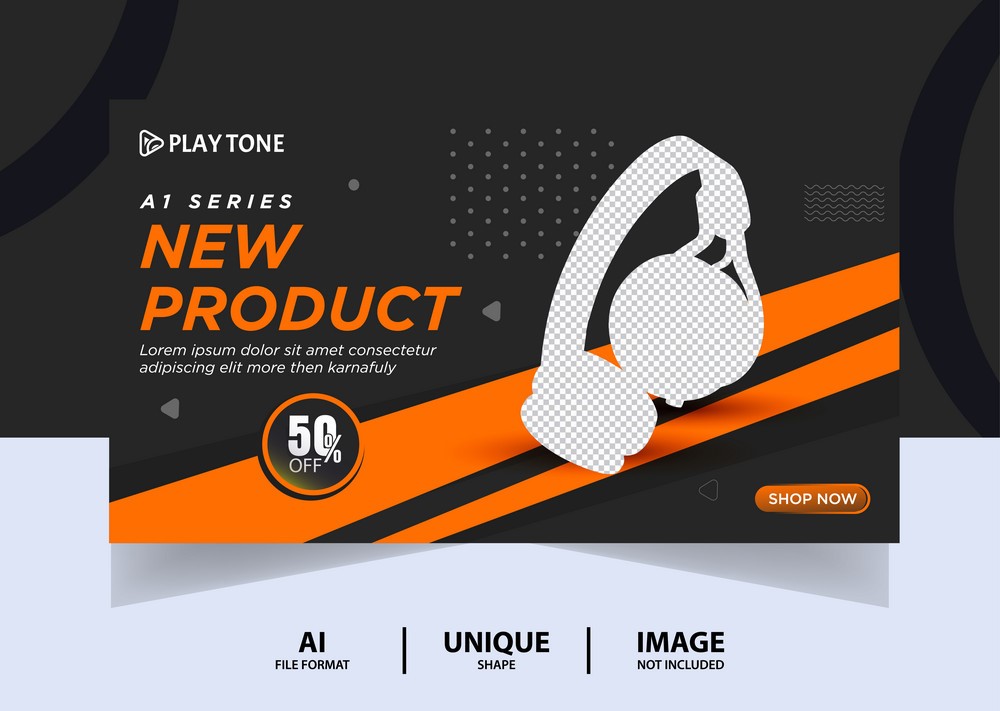 PLAY TONE
A1 SERIES
NEW
PRODUCT
Lorem ipsum dolor sit amet consectetur
adipiscing elit more then karnafuly
50%
OFF
SHOP NOW
AI
FILE FORMAT
UNIQUE
SHAPE
IMAGE
NOT INCLUDED